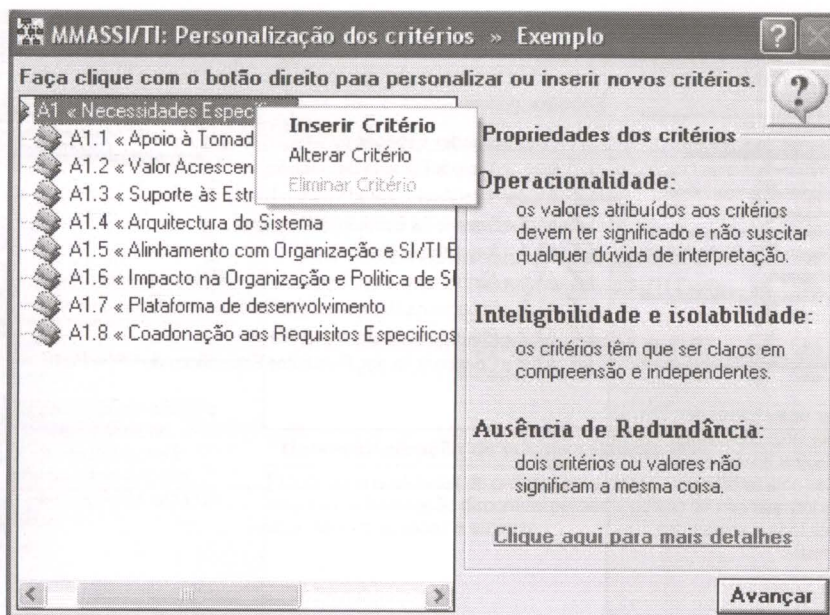 MMASSI/TI: Personalização dos critérios » Exemplo
Faça clique com o botão direito para personalizar ou inserir novos critérios.
A1 « Necessidades Especifi
A1.1 « Apoio à Tomad
A1.2 « Valor Acrescen
A1.3 « Suporte às Estr
A1.4 « Arquitectura do Sistema
A1.5 « Alinhamento com Organização e SI/TI E
A1.6 « Impacto na Organização e Politica de SI
A1.7 « Plataforma de desenvolvimento
A1.8 « Coadonação aos Requisitos Especificos
Inserir Critério
Alterar Critério
Eliminar Critério
Propriedades dos critérios
Operacionalidade:
os valores atribuídos aos critérios
devem ter significado e não suscitar
qualquer dúvida de interpretação.
Inteligibilidade e isolabilidade:
os critérios têm que ser claros em
compreensão e independentes.
Ausência de Redundância:
dois critérios ou valores não
significam a mesma coisa.
Clique aqui para mais detalhes
Avançar